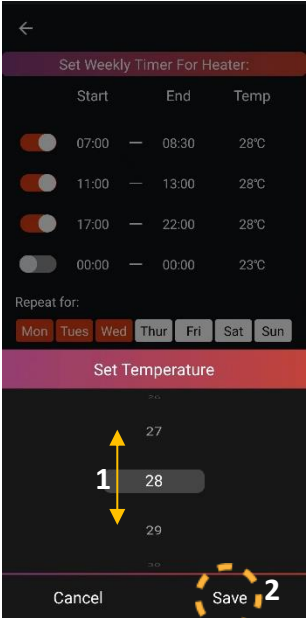 Set Weekly Timer For Heater:
Start End Temp
07:00 — 08:30 28°C
11:00 — 13:00 28°C
17:00 — 22:00 28°C
00:00 — 00:00 23°C
Repeat for:
Mon Tues Wed Thur Fri Sat Sun
Set Temperature
27
1 28
29
Cancel Save 2